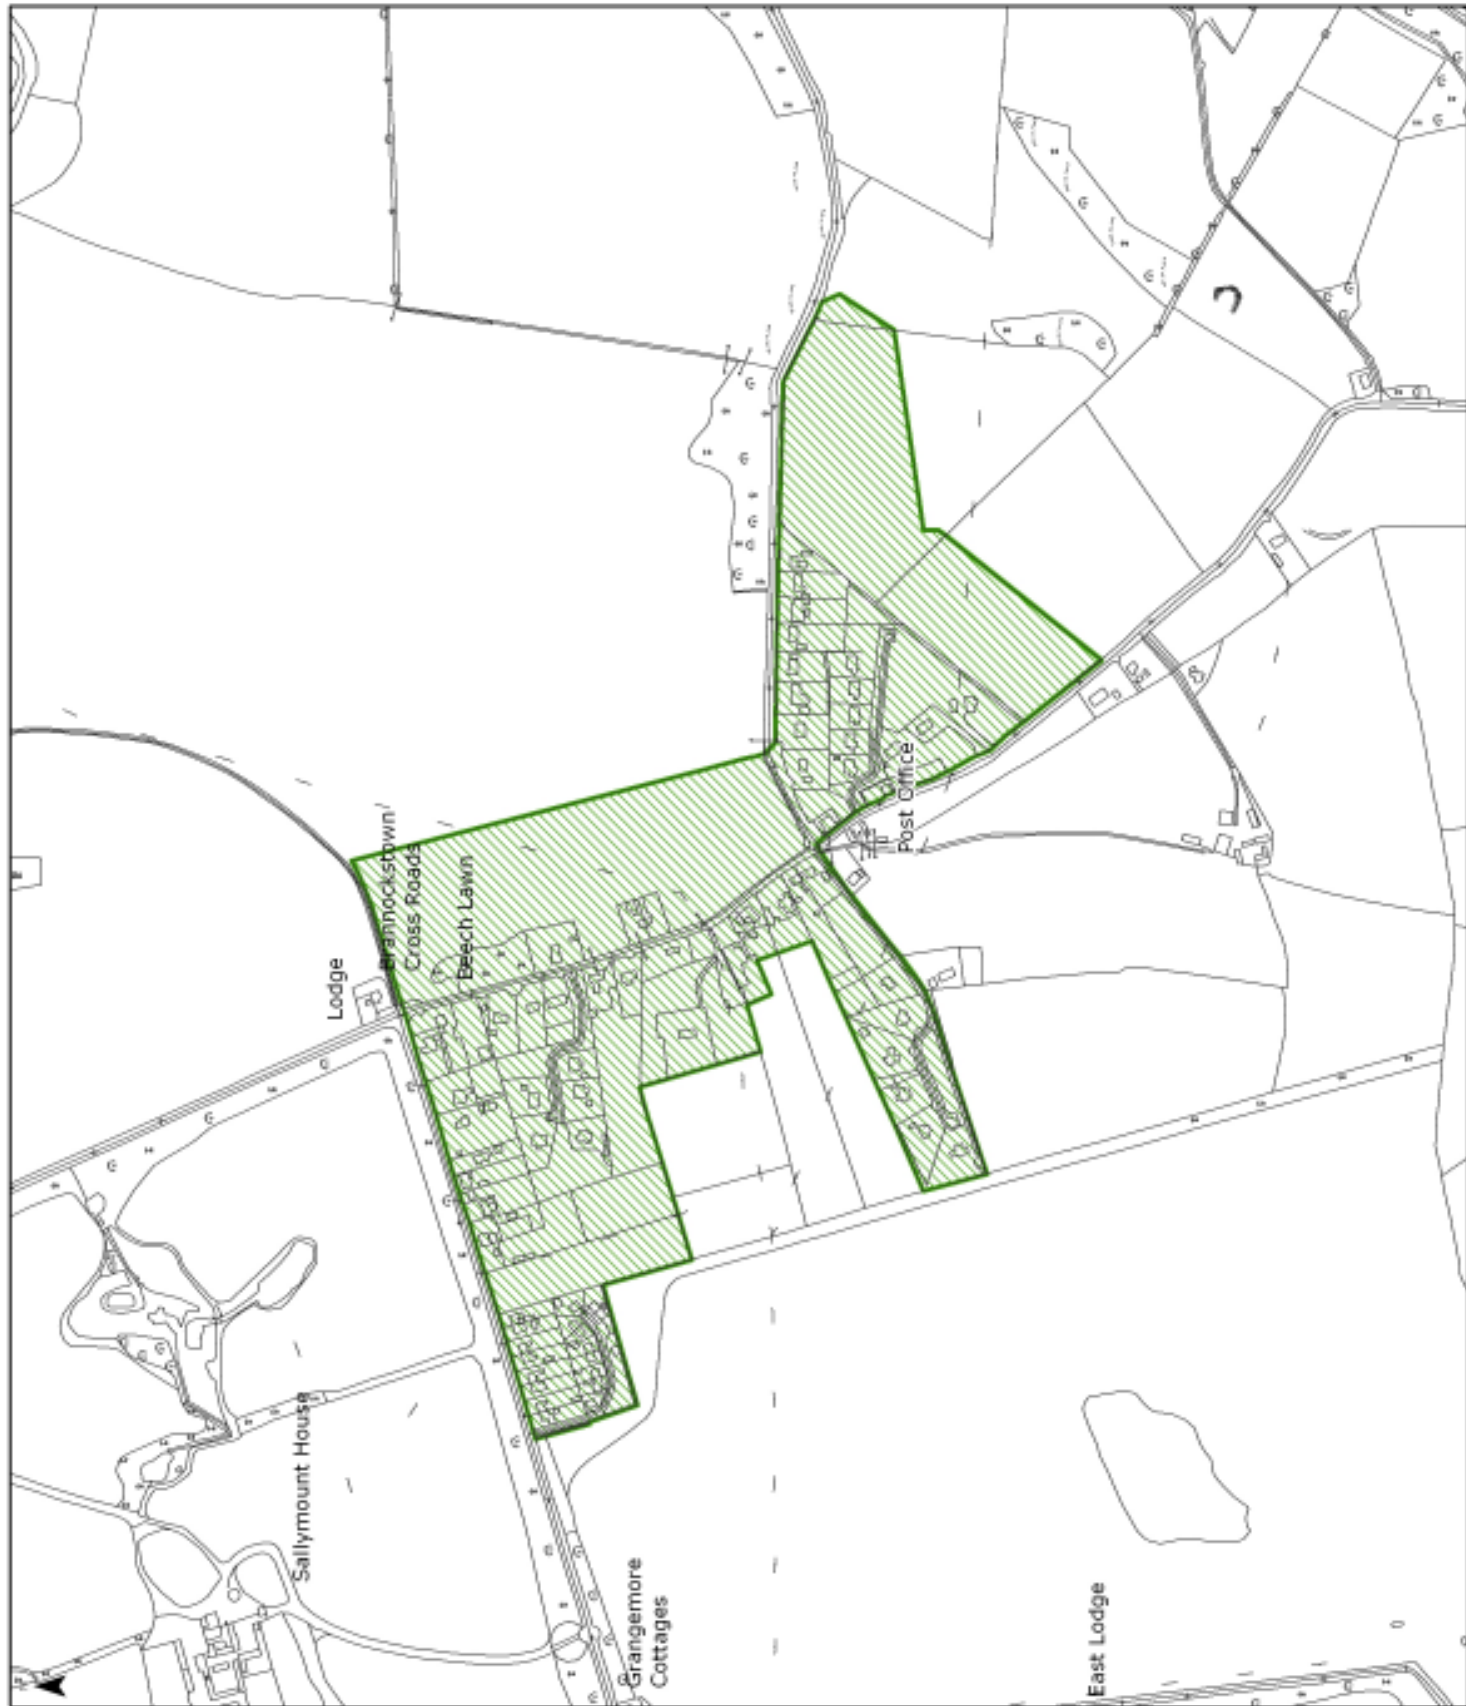 Lodge
Brannockstown
Cross Roads
Beech Lawn
Post Office
Sallymount House
Grangemore
Cottages
East Lodge